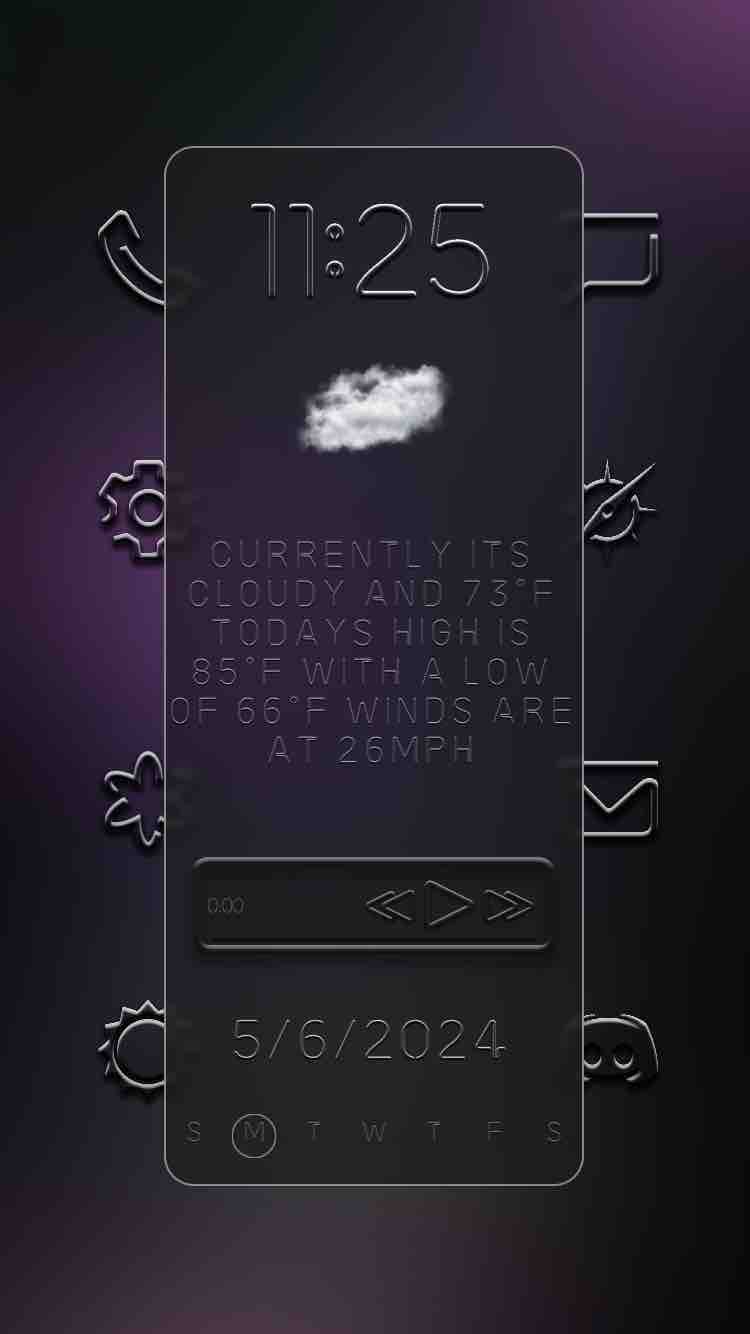 11:25
CURRENTLY ITS
CLOUDY AND 73°F
TODAYS HIGH IS
85°F WITH A LOW
OF 66°F WINDS ARE
AT 26MPH
0:00
5/6/2024
S M T W T F S